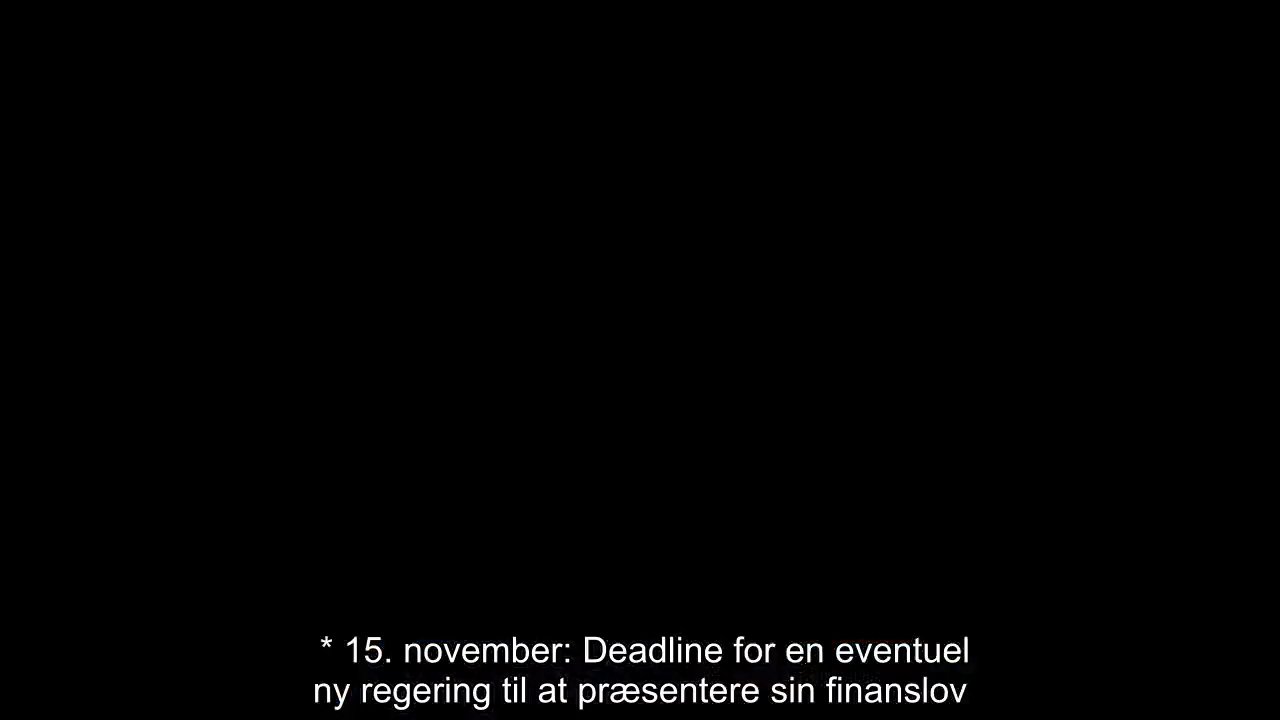 * 15. november: Deadline for en eventuel
ny regering til at præsentere sin finanslov